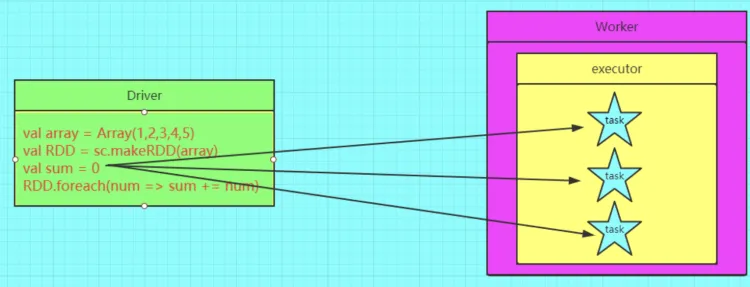 Driver
val array = Array(1,2,3,4,5)
val RDD = sc.makeRDD(array)
val sum = 0
RDD.foreach(num => sum += num)
Worker
executor
task
task
task